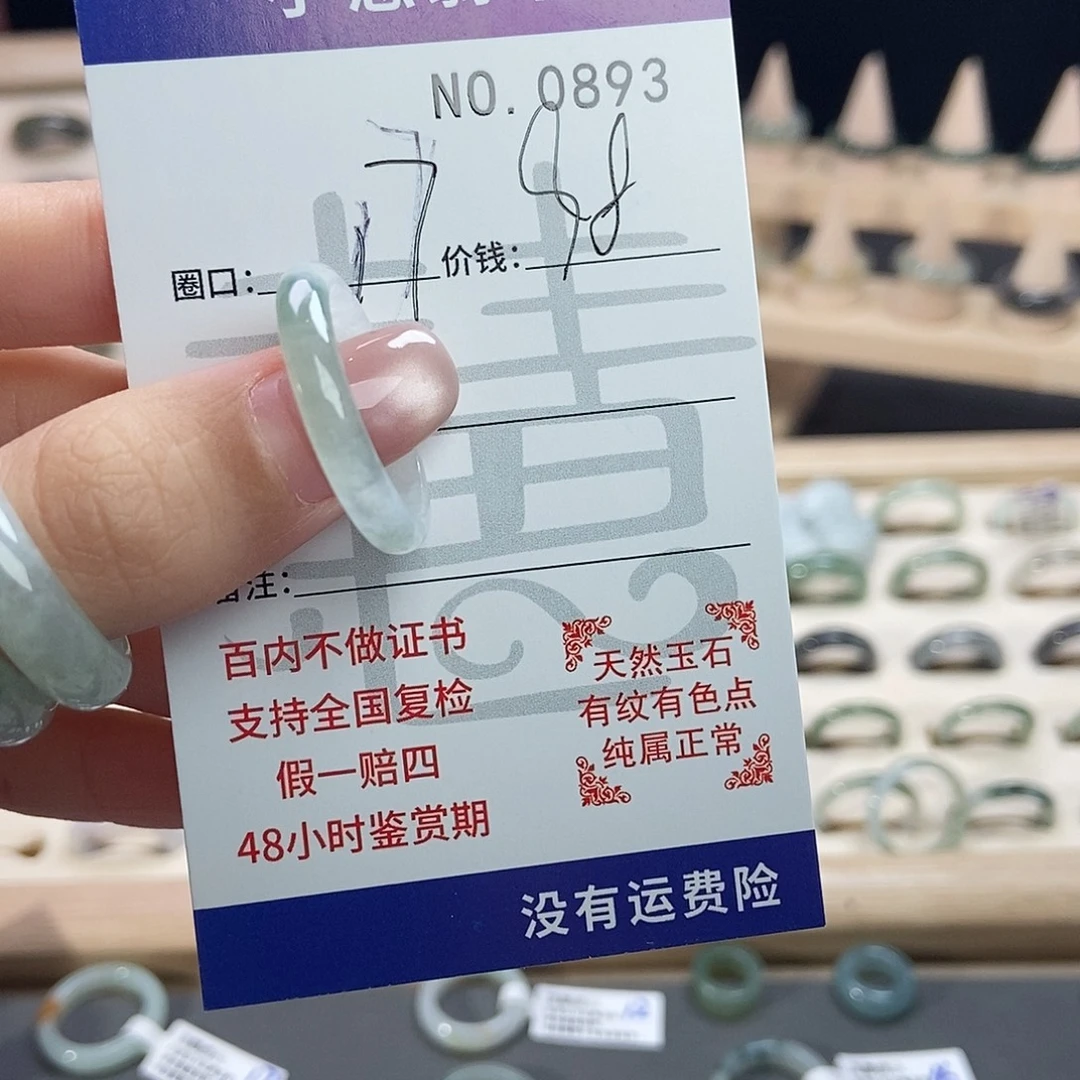 NO. 0893
圈口: 17 价钱: 98
备注:
百内不做证书
支持全国复检
假一赔四
48小时鉴赏期
天然玉石
有纹有色点
纯属正常
没有运费险